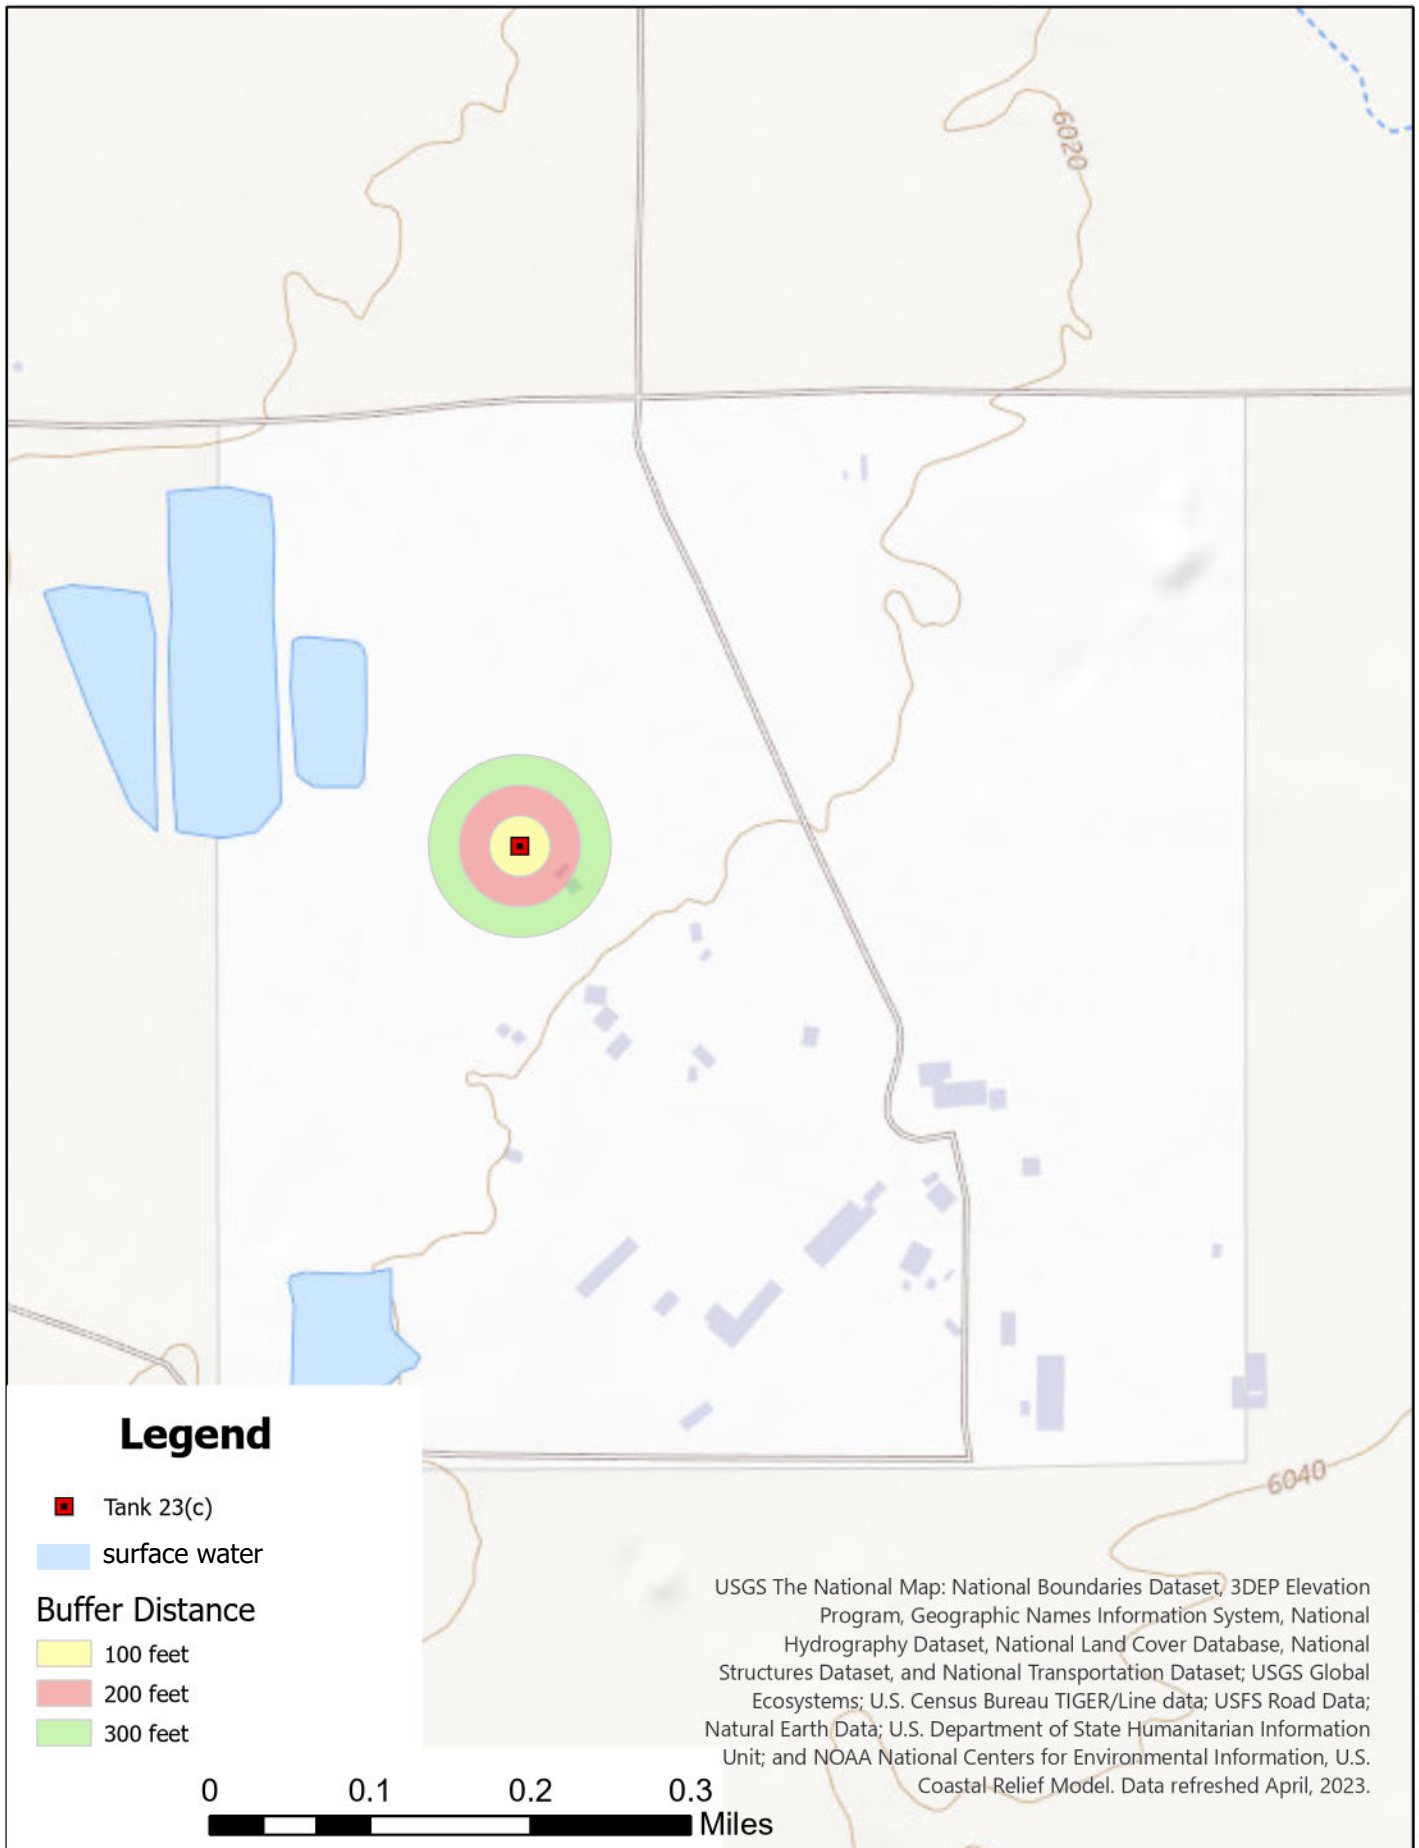 6020
6040
Legend
Tank 23(c)
surface water
Buffer Distance
100 feet
200 feet
300 feet
0 0.1 0.2 0.3
Miles
USGS The National Map: National Boundaries Dataset, 3DEP Elevation
Program, Geographic Names Information System, National
Hydrography Dataset, National Land Cover Database, National
Structures Dataset, and National Transportation Dataset; USGS Global
Ecosystems; U.S. Census Bureau TIGER/Line data; USFS Road Data;
Natural Earth Data; U.S. Department of State Humanitarian Information
Unit; and NOAA National Centers for Environmental Information, U.S.
Coastal Relief Model. Data refreshed April, 2023.